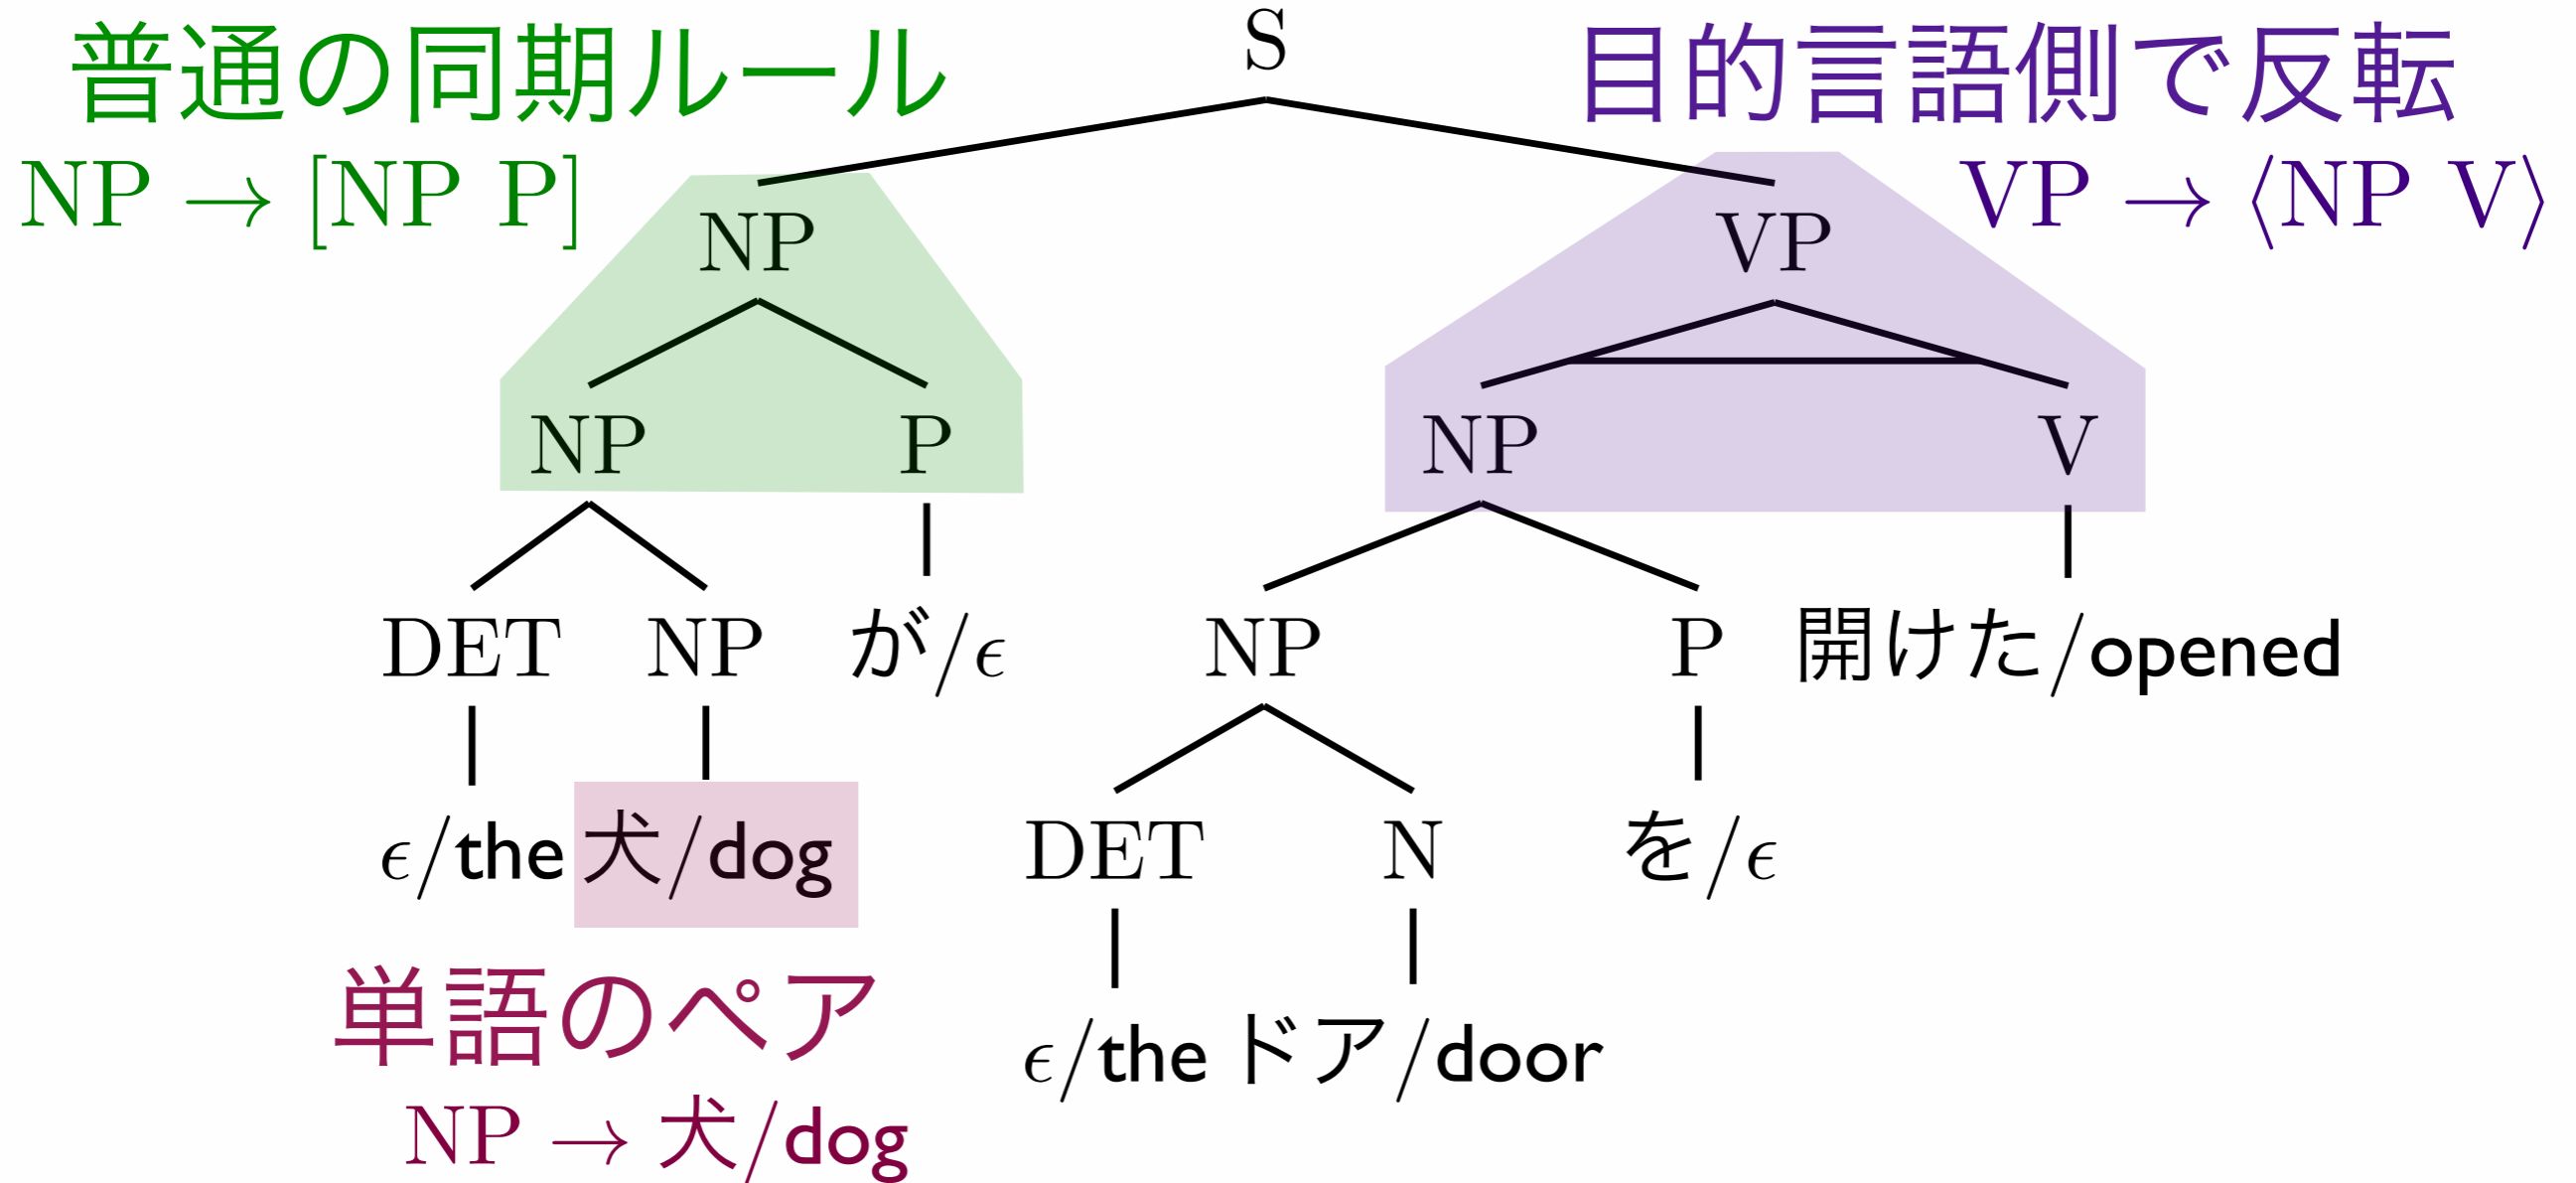 普通の同期ルール S 目的言語側で反転
NP → [NP P] VP → ⟨NP V⟩
NP VP
NP P NP V
DET NP が/ϵ NP P 開けた/opened
ϵ/the 犬/dog DET N を/ϵ
単語のペア ϵ/the ドア/door
NP → 犬/dog